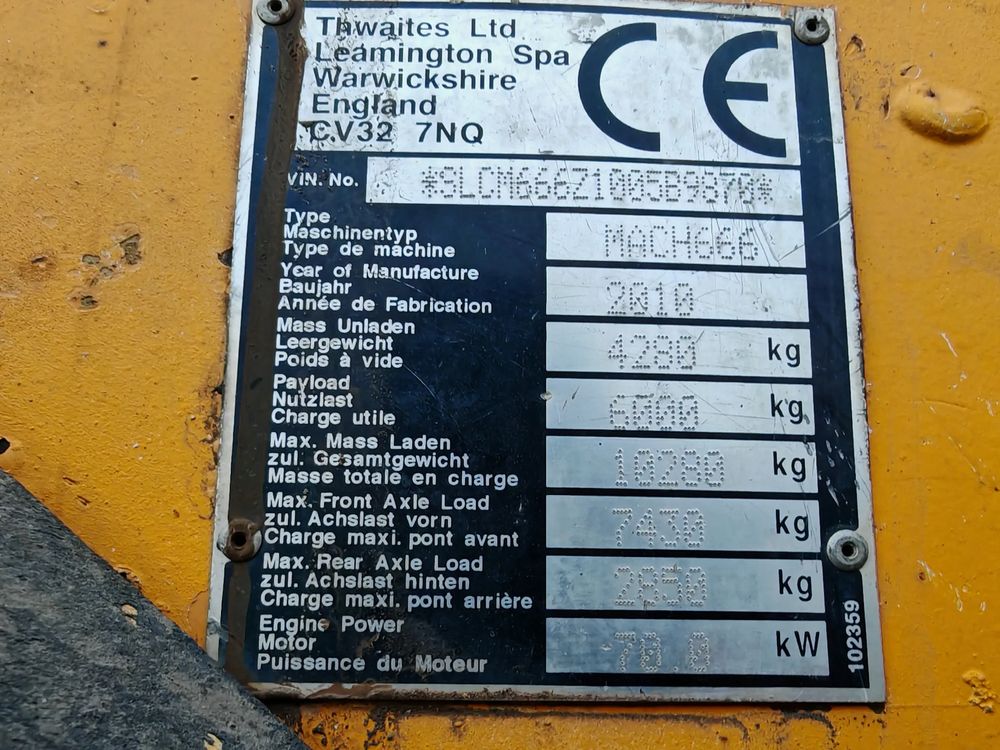 Thwaites Ltd
Leamington Spa
Warwickshire
England
CV32 7NQ
CE
VIN. No.
Type
Maschinentyp
Type de machine
MACH666
Year of Manufacture
Baujahr
Année de Fabrication
2010
Mass Unladen
Leergewicht
Poids à vide
4280 kg
Payload
Nutzlast
Charge utile
6000 kg
Max. Mass Laden
zul. Gesamtgewicht
Masse totale en charge
10280 kg
Max. Front Axle Load
zul. Achslast vorn
Charge maxi. pont avant
7430 kg
Max. Rear Axle Load
zul. Achslast hinten
Charge maxi. pont arrière
2850 kg
Engine Power
Motor
Puissance du Moteur
70.0 kW
102359